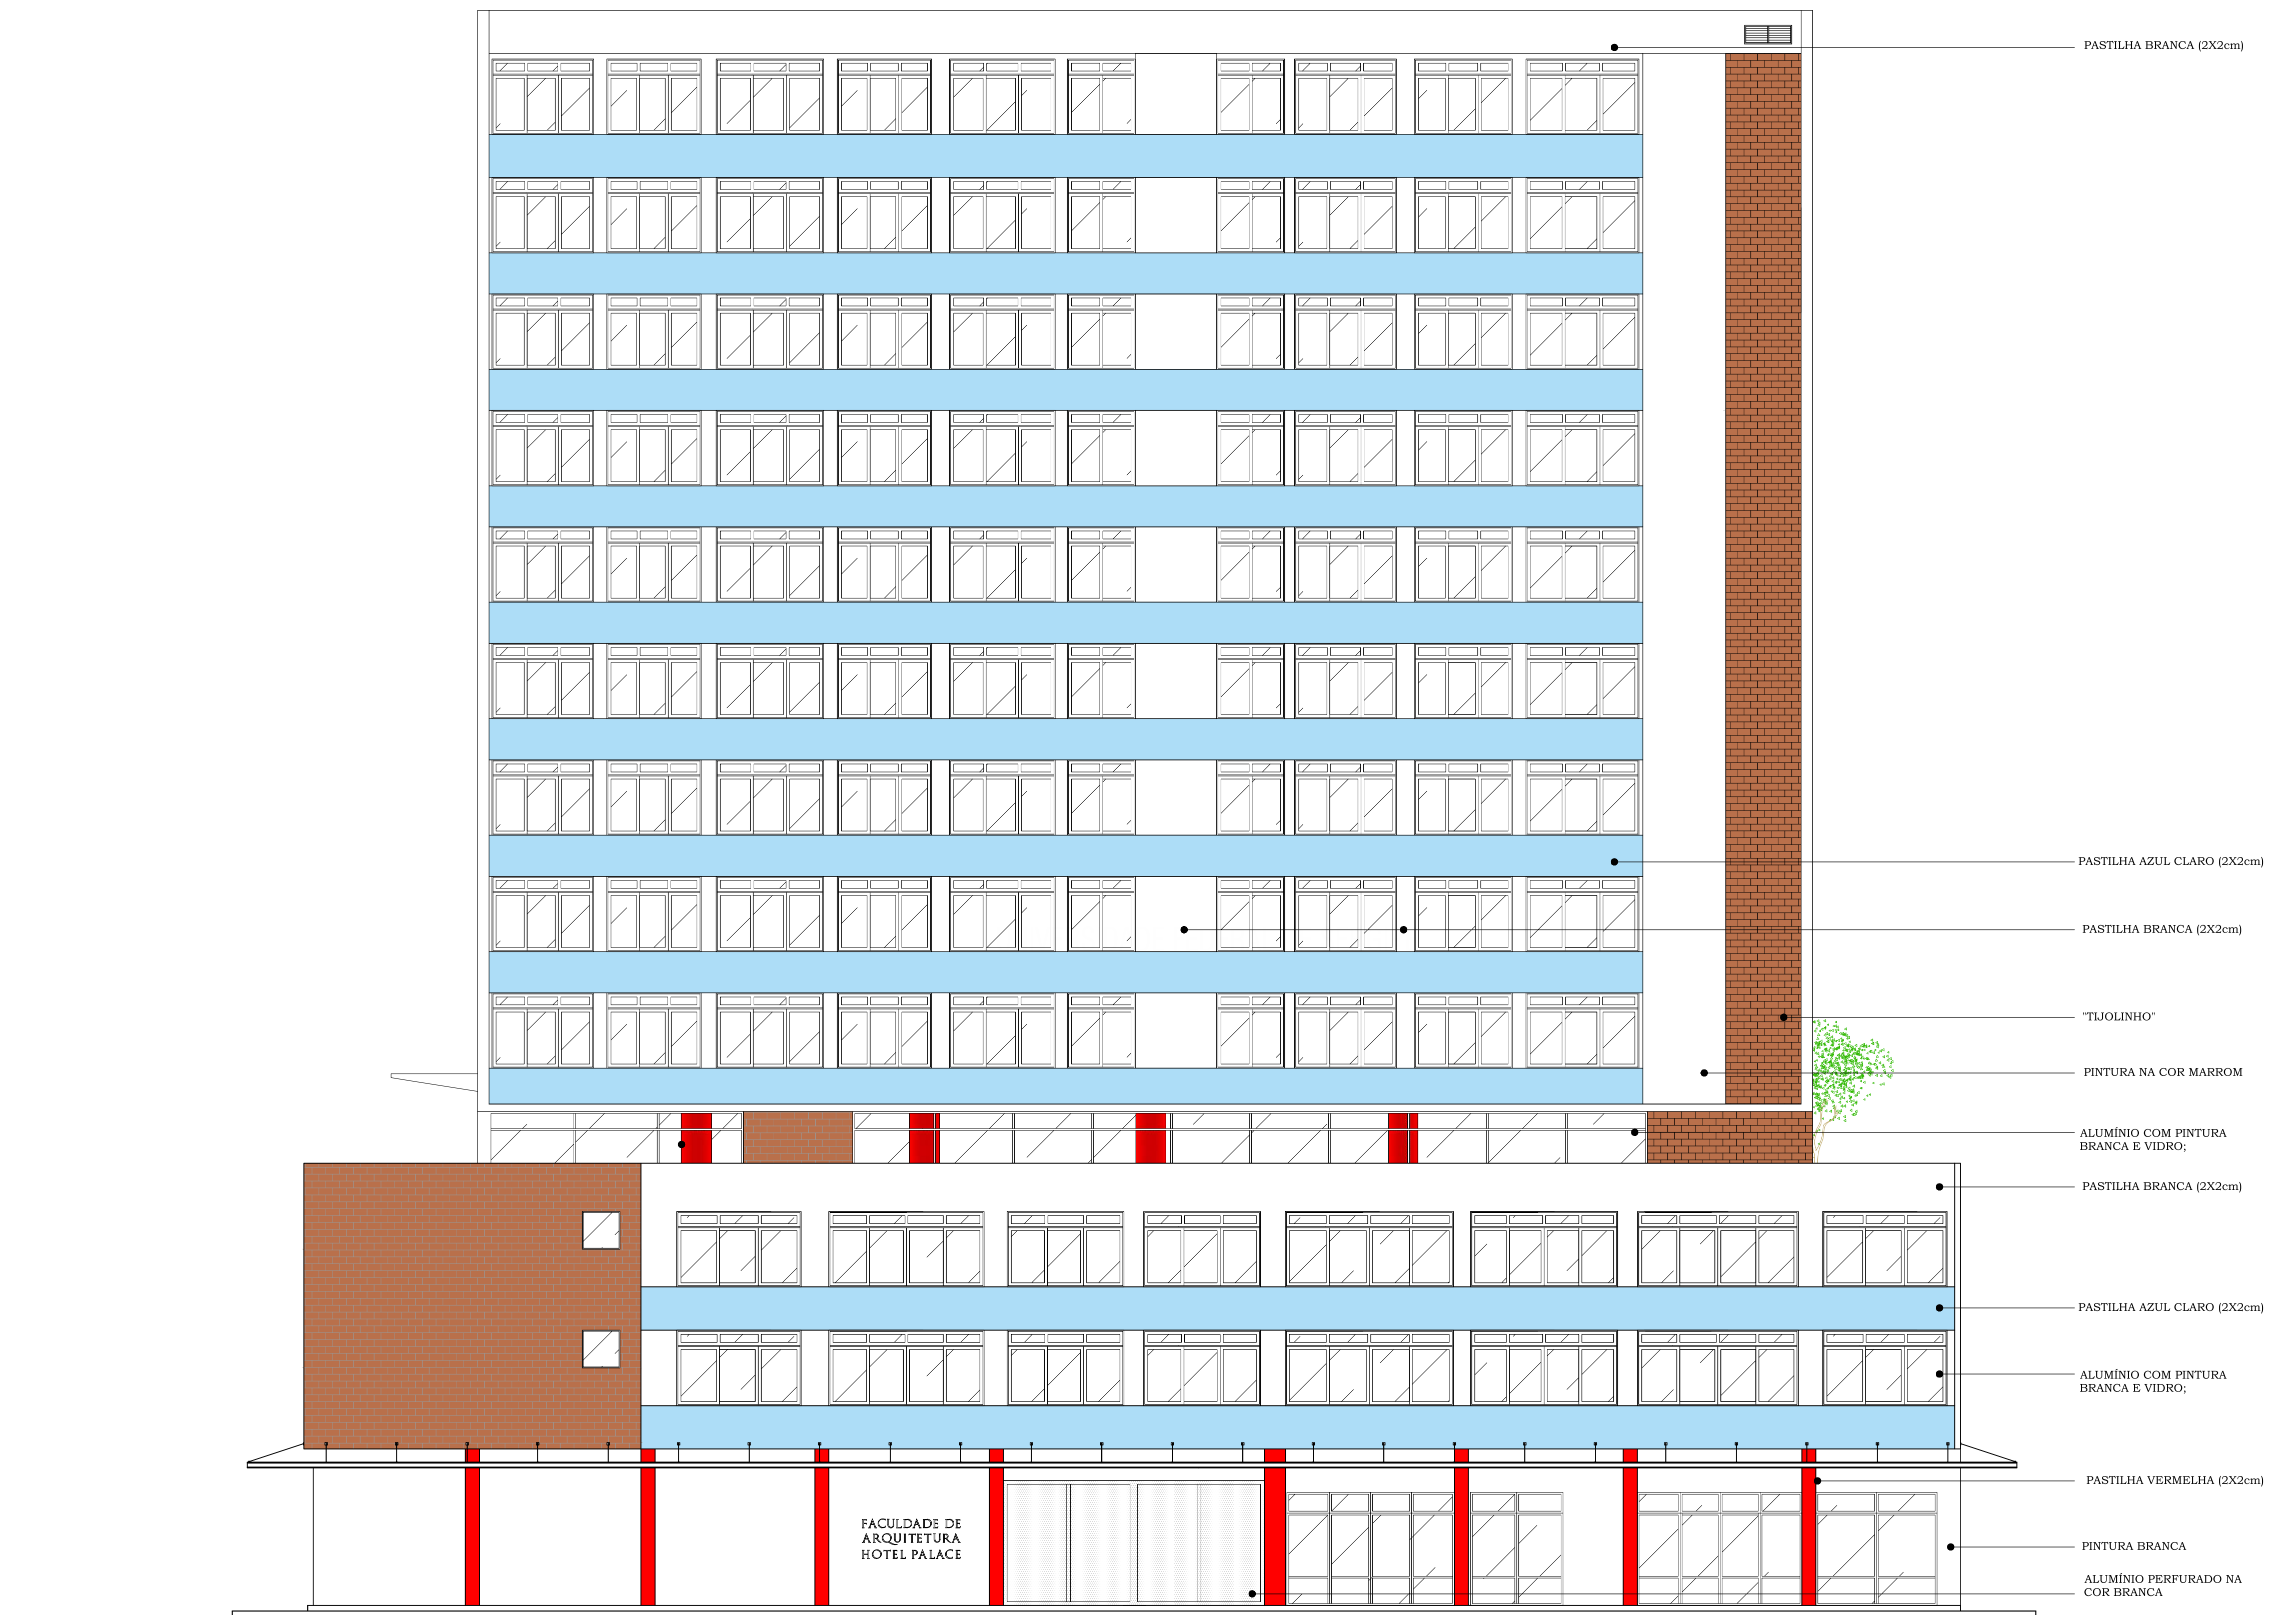 PASTILHA BRANCA (2X2cm)
PASTILHA AZUL CLARO (2X2cm)
PASTILHA BRANCA (2X2cm)
"TIJOLINHO"
PINTURA NA COR MARROM
ALUMÍNIO COM PINTURA
BRANCA E VIDRO;
PASTILHA BRANCA (2X2cm)
PASTILHA AZUL CLARO (2X2cm)
ALUMÍNIO COM PINTURA
BRANCA E VIDRO;
PASTILHA VERMELHA (2X2cm)
FACULDADE DE
ARQUITETURA
HOTEL PALACE
PINTURA BRANCA
ALUMÍNIO PERFURADO NA
COR BRANCA